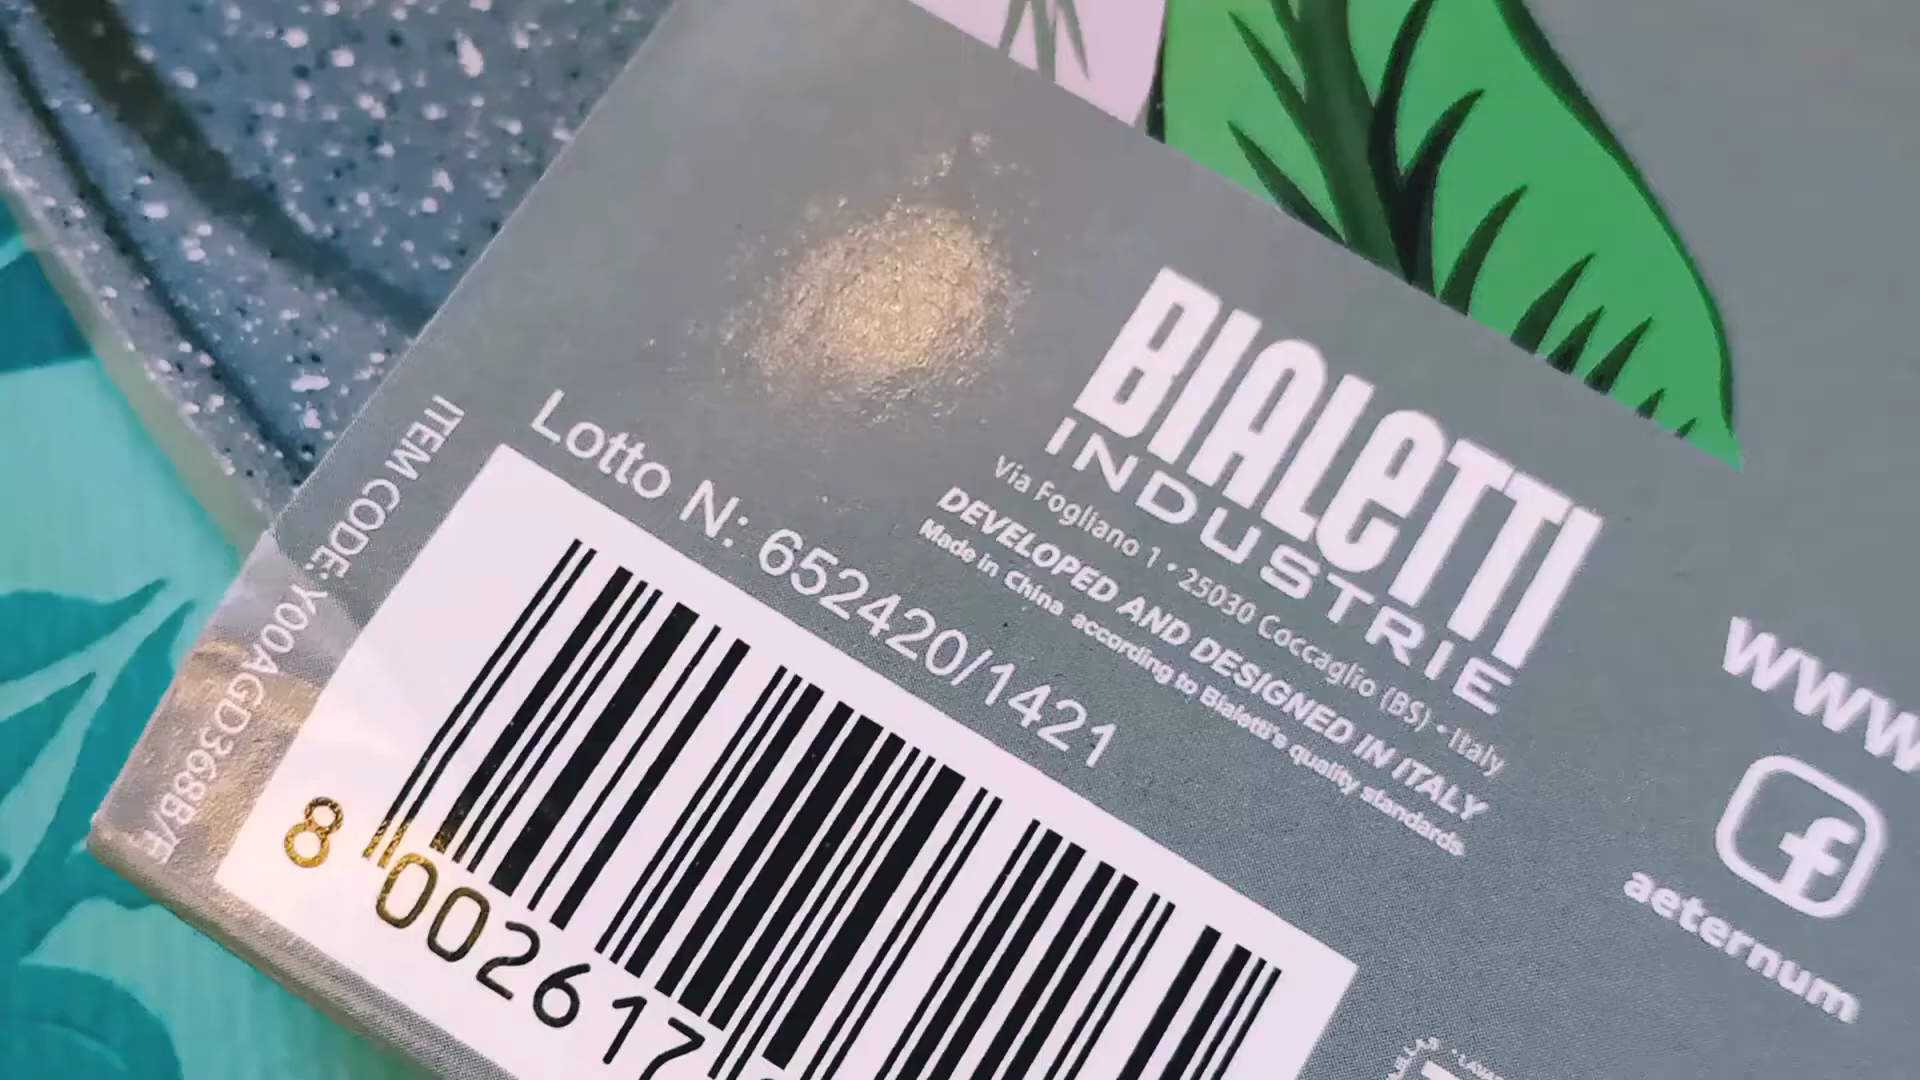 BIALETTI
INDUSTRIE
Via Fogliano 1 • 25030 Coccaglio (BS) • Italy
DEVELOPED AND DESIGNED IN ITALY
Made in China according to Bialetti's quality standards
Lotto N: 652420/1421
ITEM CODE: Y00AGD368B/E
8 002617
www
f
aeternum